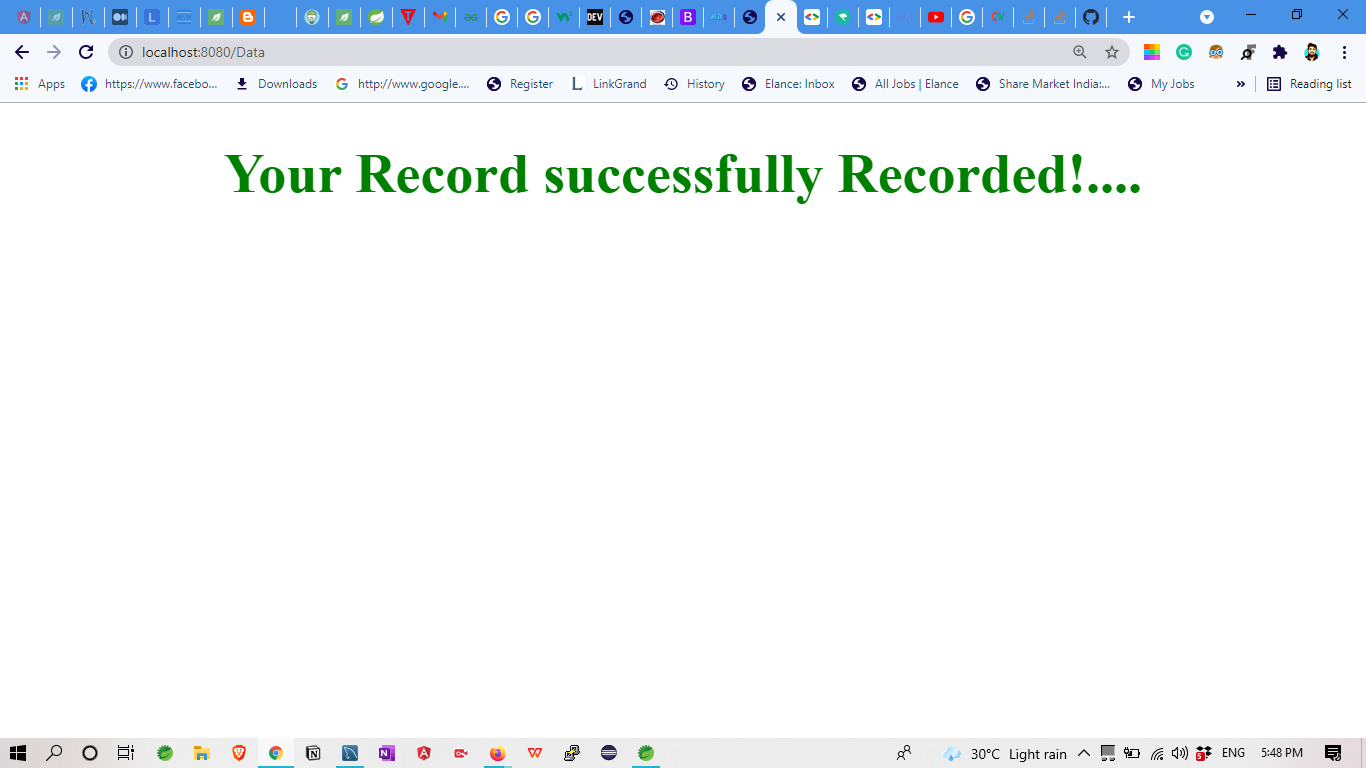 localhost:8080/Data
Apps
https://www.facebo...
Downloads
http://www.google....
Register
LinkGrand
History
Elance: Inbox
All Jobs | Elance
Share Market India:...
My Jobs
»
Reading list
Your Record successfully Recorded!....
30°C Light rain
ENG
5:48 PM